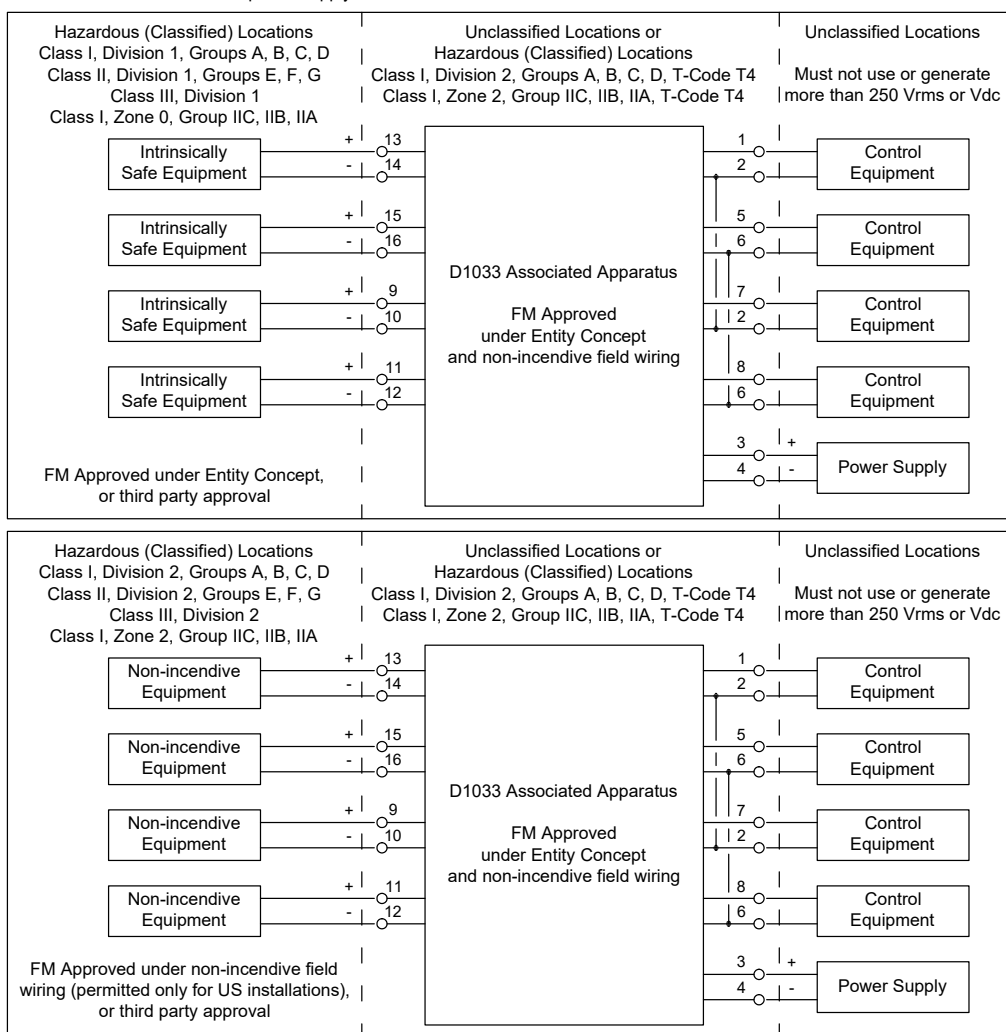 Hazardous (Classified) Locations
Class I, Division 1, Groups A, B, C, D
Class II, Division 1, Groups E, F, G
Class III, Division 1
Class I, Zone 0, Group IIC, IIB, IIA
Unclassified Locations or
Hazardous (Classified) Locations
Class I, Division 2, Groups A, B, C, D, T-Code T4
Class I, Zone 2, Group IIC, IIB, IIA, T-Code T4
Unclassified Locations
Must not use or generate
more than 250 Vrms or Vdc
Intrinsically
Safe Equipment
+ 13
- 14
Intrinsically
Safe Equipment
+ 15
- 16
Intrinsically
Safe Equipment
+ 9
- 10
Intrinsically
Safe Equipment
+ 11
- 12
FM Approved under Entity Concept,
or third party approval
D1033 Associated Apparatus
FM Approved
under Entity Concept
and non-incendive field wiring
1
2
Control
Equipment
5
6
Control
Equipment
7
2
Control
Equipment
8
6
Control
Equipment
3 +
4 -
Power Supply
Hazardous (Classified) Locations
Class I, Division 2, Groups A, B, C, D
Class II, Division 2, Groups E, F, G
Class III, Division 2
Class I, Zone 2, Group IIC, IIB, IIA
Unclassified Locations or
Hazardous (Classified) Locations
Class I, Division 2, Groups A, B, C, D, T-Code T4
Class I, Zone 2, Group IIC, IIB, IIA, T-Code T4
Unclassified Locations
Must not use or generate
more than 250 Vrms or Vdc
Non-incendive
Equipment
+ 13
- 14
Non-incendive
Equipment
+ 15
- 16
Non-incendive
Equipment
+ 9
- 10
Non-incendive
Equipment
+ 11
- 12
FM Approved under non-incendive field
wiring (permitted only for US installations),
or third party approval
D1033 Associated Apparatus
FM Approved
under Entity Concept
and non-incendive field wiring
1
2
Control
Equipment
5
6
Control
Equipment
7
2
Control
Equipment
8
6
Control
Equipment
3 +
4 -
Power Supply